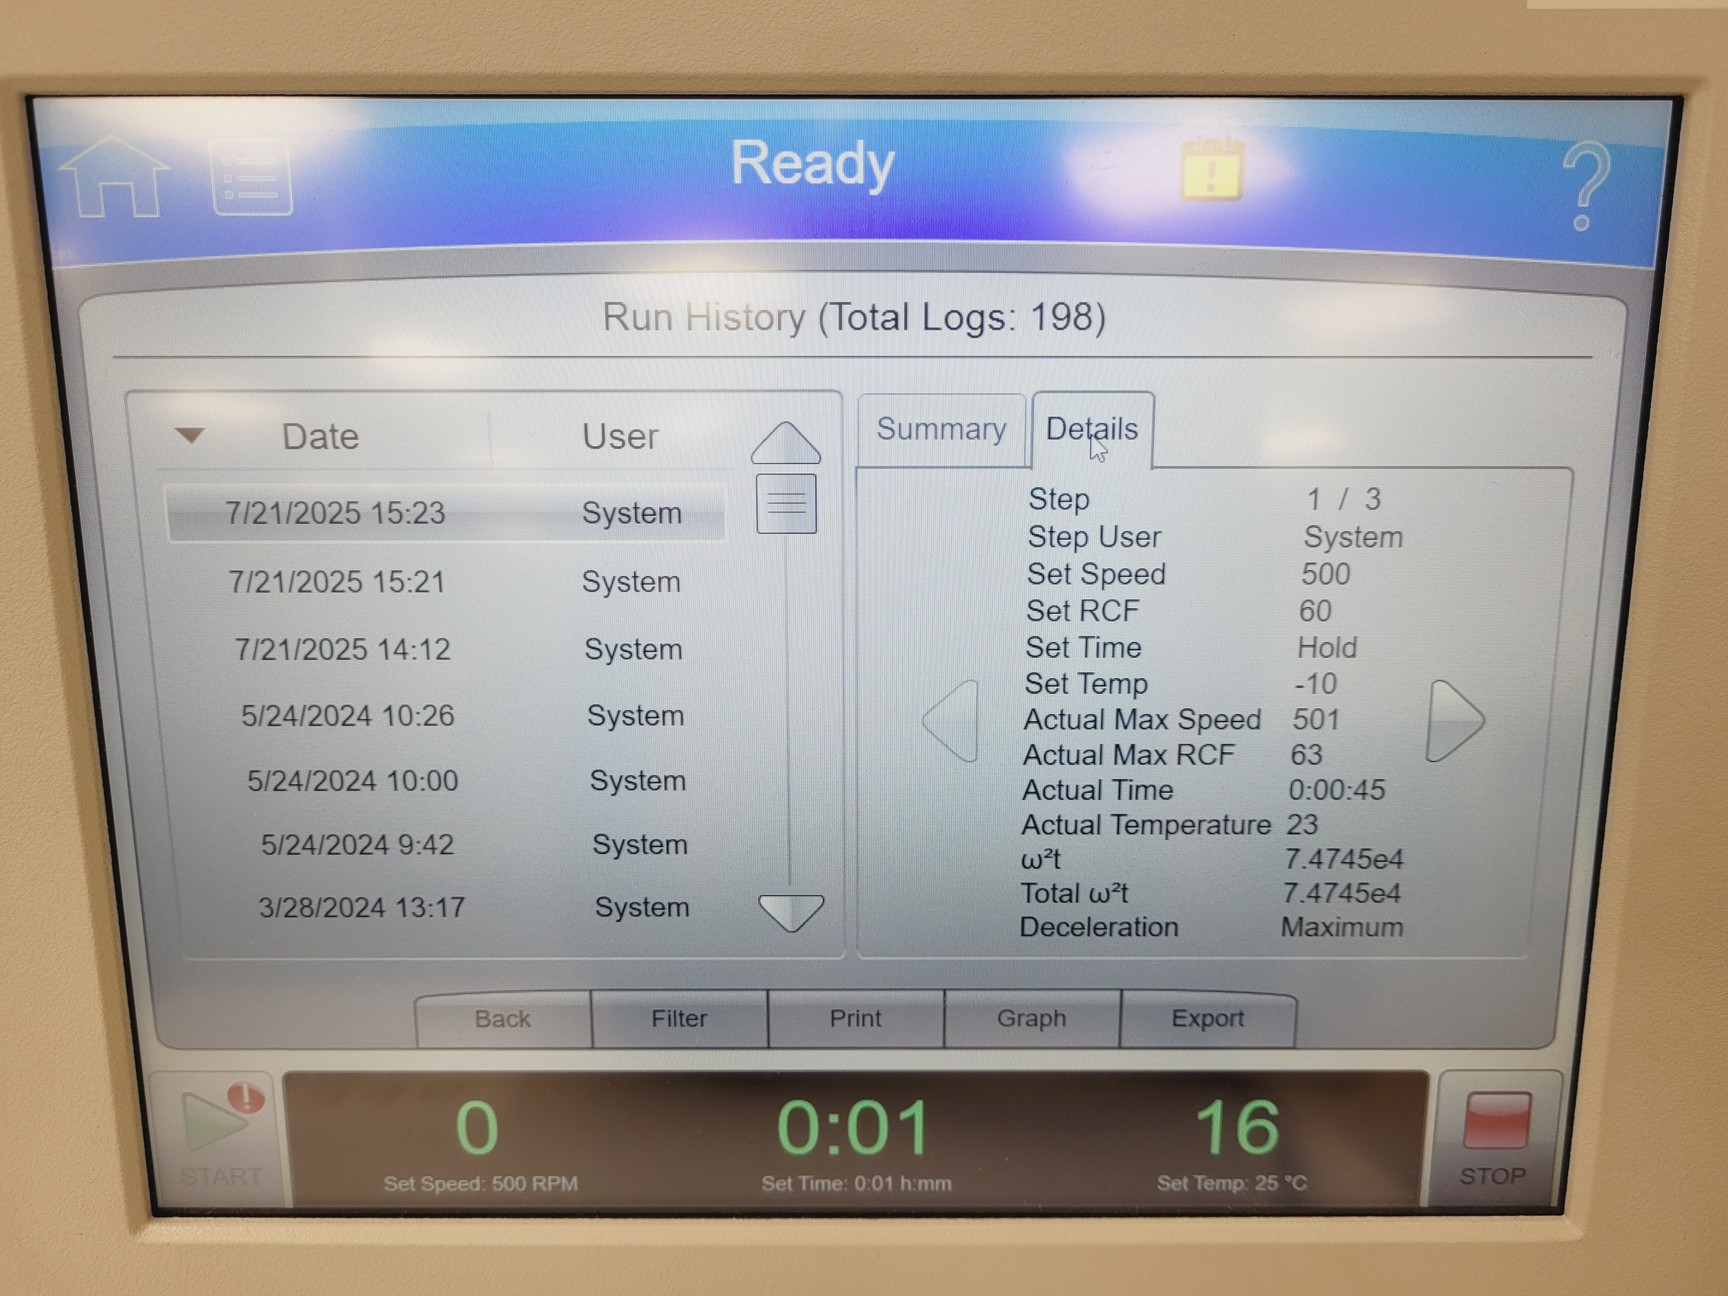 Ready
Run History (Total Logs: 198)
Date User
7/21/2025 15:23 System
7/21/2025 15:21 System
7/21/2025 14:12 System
5/24/2024 10:26 System
5/24/2024 10:00 System
5/24/2024 9:42 System
3/28/2024 13:17 System
Summary Details
Step 1 / 3
Step User System
Set Speed 500
Set RCF 60
Set Time Hold
Set Temp -10
Actual Max Speed 501
Actual Max RCF 63
Actual Time 0:00:45
Actual Temperature 23
ω²t 7.4745e4
Total ω²t 7.4745e4
Deceleration Maximum
Back Filter Print Graph Export
START
0
Set Speed: 500 RPM
0:01
Set Time: 0:01 h:mm
16
Set Temp: 25 °C
STOP